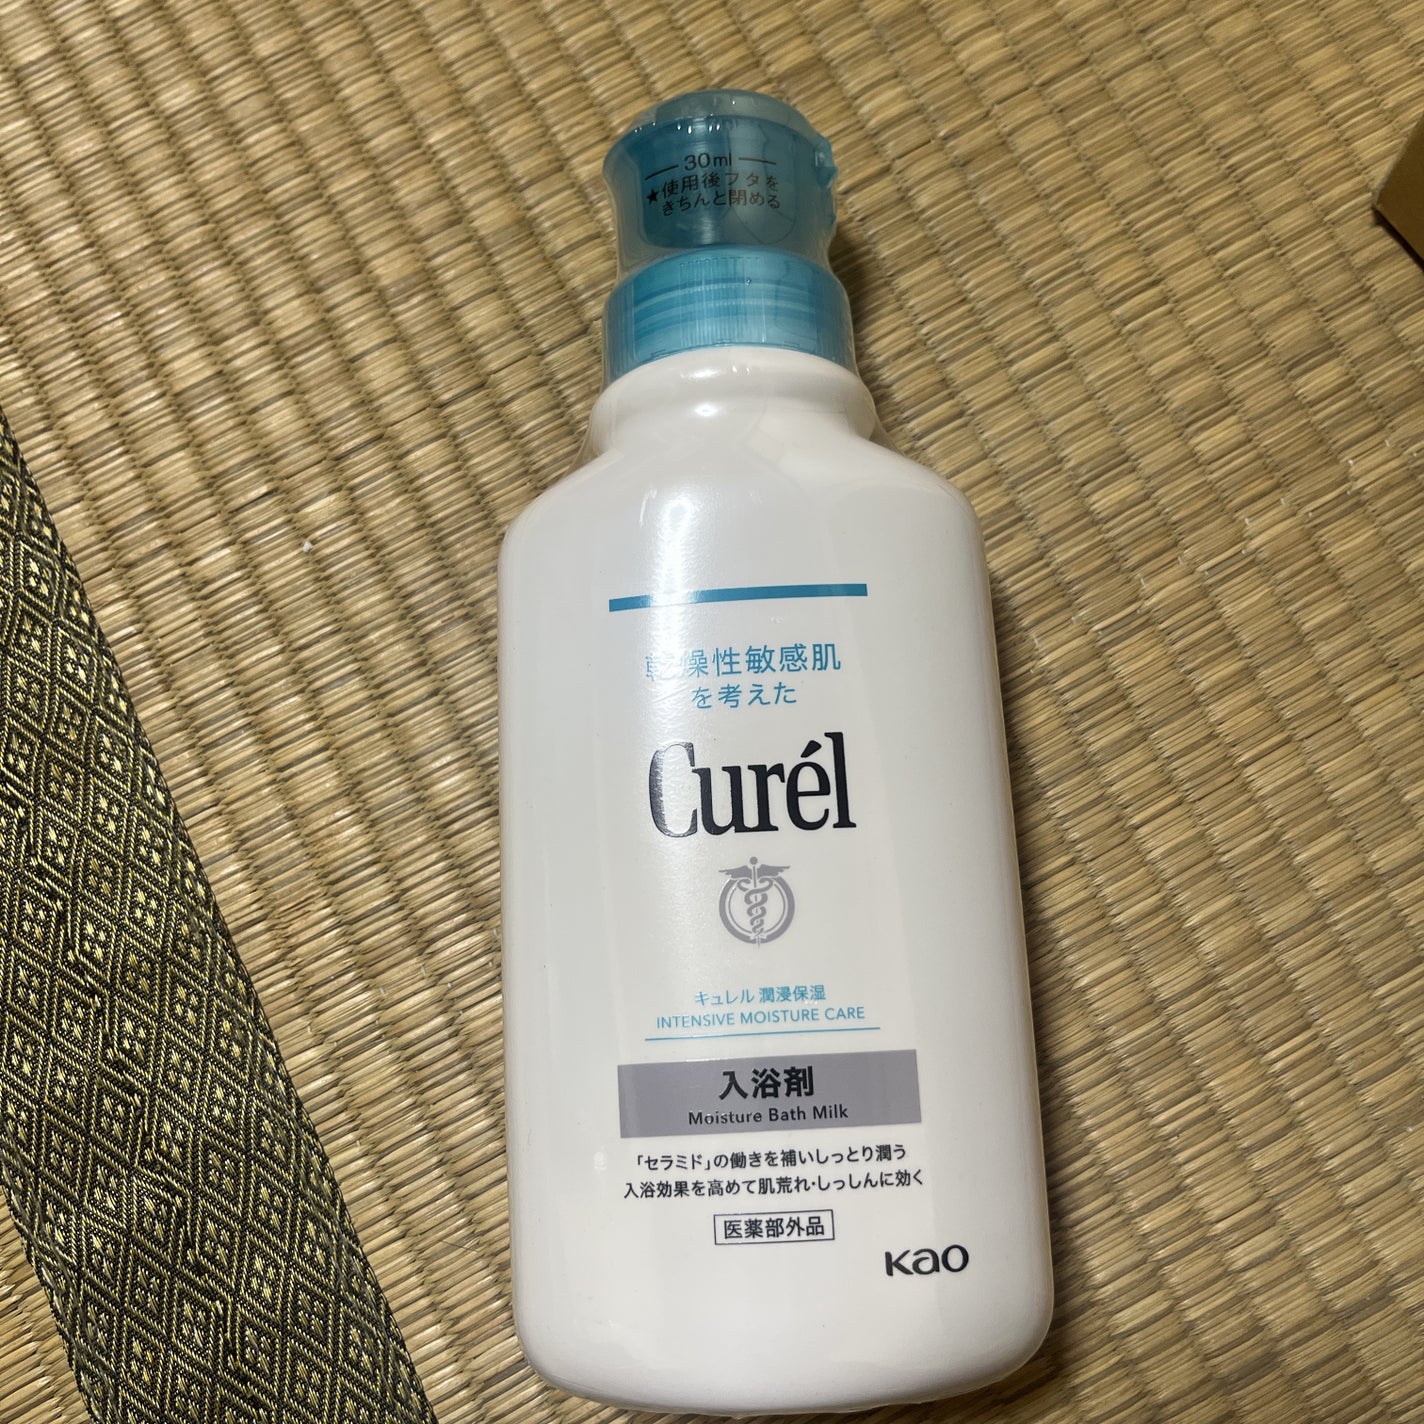 30ml
★使用後フタを
きちんと閉める
乾燥性敏感肌
を考えた
Curél
キュレル 潤浸保湿
INTENSIVE MOISTURE CARE
入浴剤
Moisture Bath Milk
「セラミド」の働きを補いしっとり潤う
入浴効果を高めて肌荒れ・しっしんに効く
医薬部外品
Kao